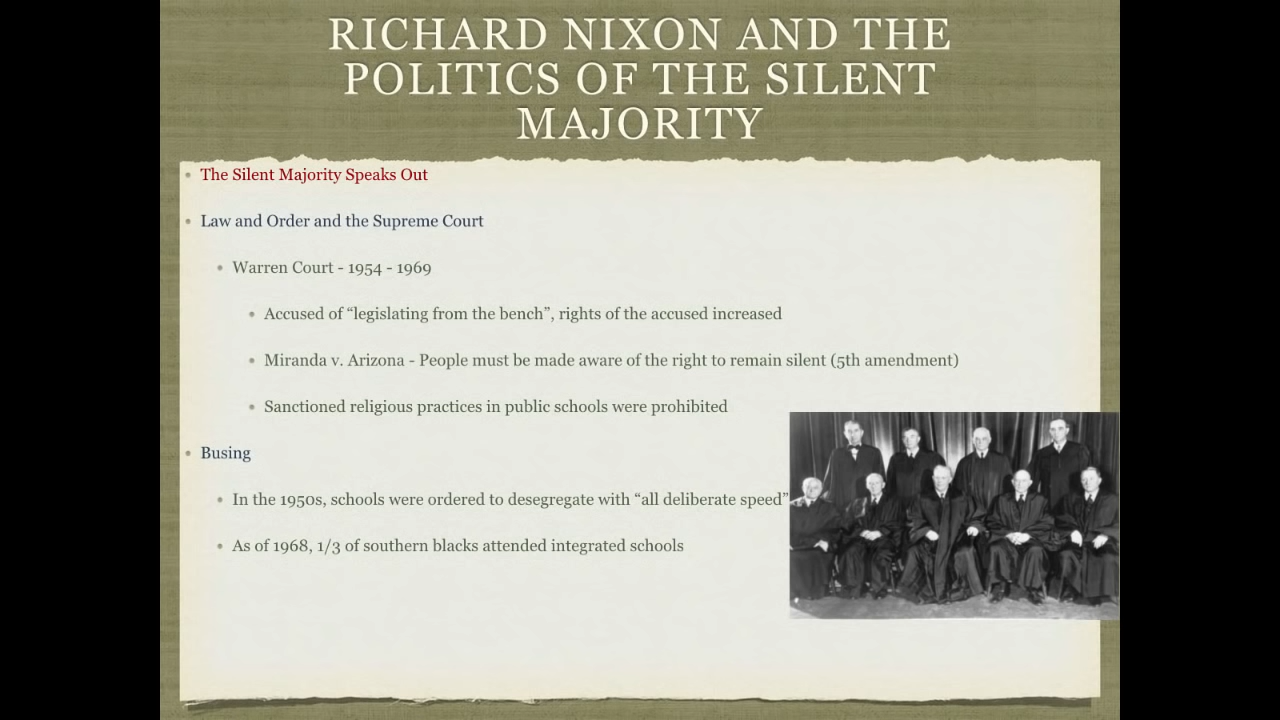 RICHARD NIXON AND THE
POLITICS OF THE SILENT
MAJORITY
• The Silent Majority Speaks Out
• Law and Order and the Supreme Court
• Warren Court - 1954 - 1969
• Accused of “legislating from the bench”, rights of the accused increased
• Miranda v. Arizona - People must be made aware of the right to remain silent (5th amendment)
• Sanctioned religious practices in public schools were prohibited
• Busing
• In the 1950s, schools were ordered to desegregate with “all deliberate speed”
• As of 1968, 1/3 of southern blacks attended integrated schools